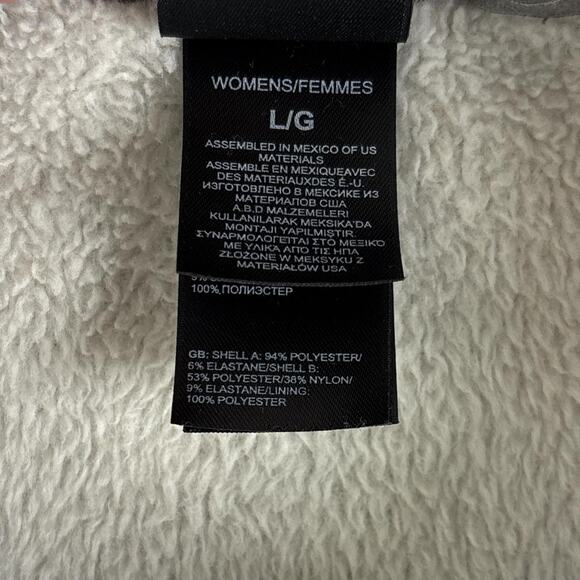 WOMENS/FEMMES
L/G
ASSEMBLED IN MEXICO OF US
MATERIALS
ASSEMBLE EN MEXIQUEAVEC
DES MATERIAUXDES É.-U.
ИЗГОТОВЛЕНО В МЕКСИКЕ ИЗ
МАТЕРИАЛОВ США
A.B.D MALZEMELERI
KULLANILARAK MEKSIKA'DA
MONTAJI YAPILMISTIR.
ΣΥΝΑΡΜΟΛΟΓΕΙΤΑΙ ΣΤΟ ΜΕΞΙΚΟ
ΜΕ ΥΛΙΚΑ ΑΠΟ ΤΙΣ ΗΠΑ
ZŁOŻONE W MEKSYKU Z
MATERIAŁÓW USA
100% ПОЛИЭСТЕР
GB: SHELL A: 94% POLYESTER/
6% ELASTANE/SHELL B:
53% POLYESTER/38% NYLON/
9% ELASTANE/LINING:
100% POLYESTER